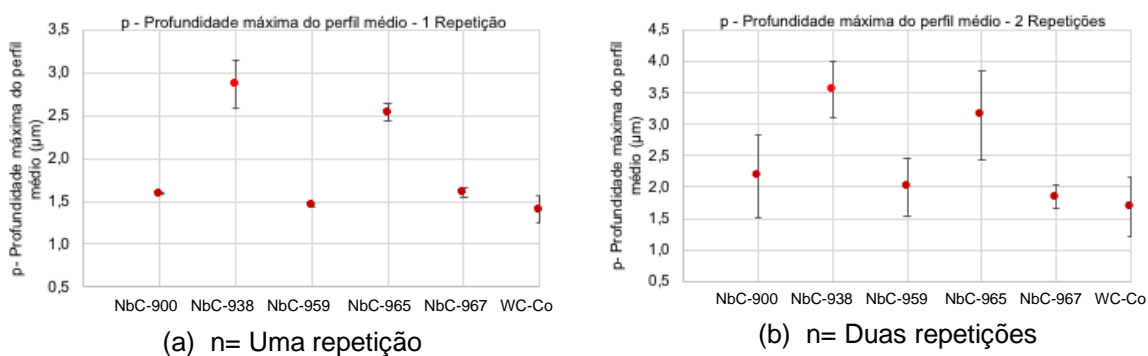 p - Profundidade máxima do perfil médio - 1 Repetição
p- Profundidade máxima do perfil
médio (µm)
3,5
3,0
2,5
2,0
1,5
1,0
0,5
NbC-900 NbC-938 NbC-959 NbC-965 NbC-967 WC-Co
(a) n= Uma repetição
p - Profundidade máxima do perfil médio - 2 Repetições
p- Profundidade máxima do perfil
médio (µm)
4,5
4,0
3,5
3,0
2,5
2,0
1,5
1,0
0,5
NbC-900 NbC-938 NbC-959 NbC-965 NbC-967 WC-Co
(b) n= Duas repetições